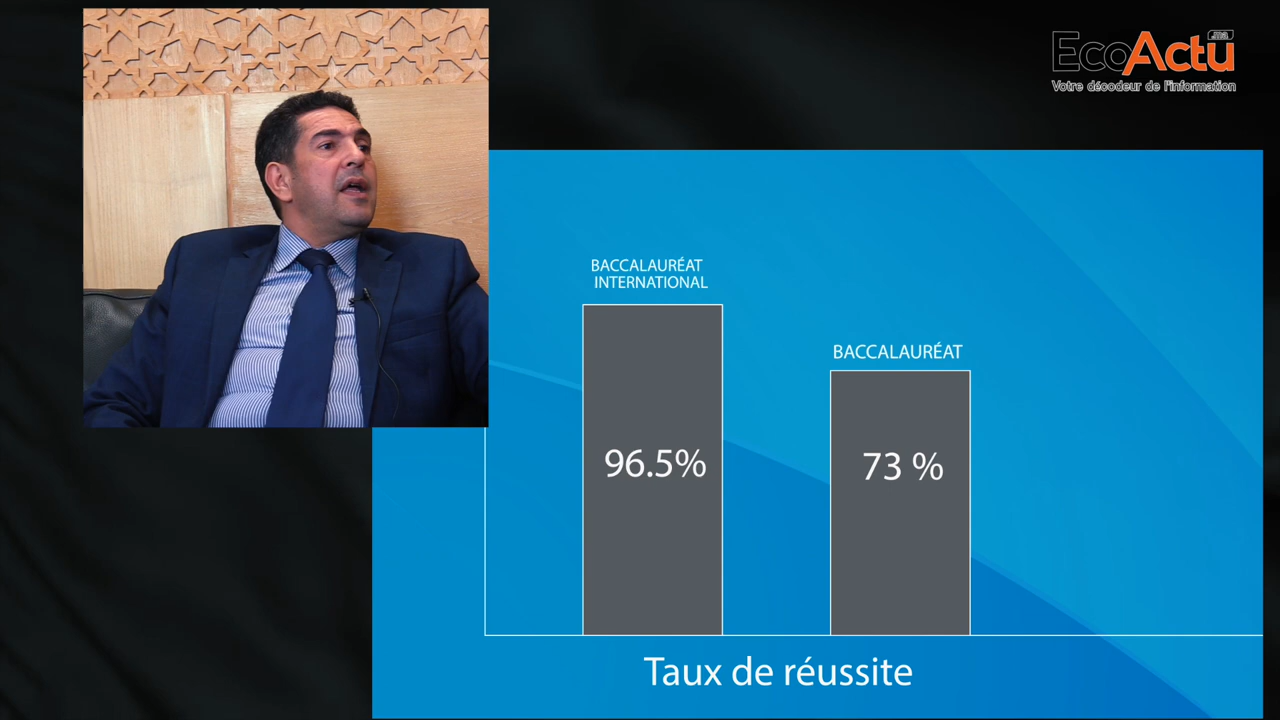 EcoActu.ma
Votre décodeur de l'information
BACCALAURÉAT
INTERNATIONAL
BACCALAURÉAT
96.5%
73 %
Taux de réussite